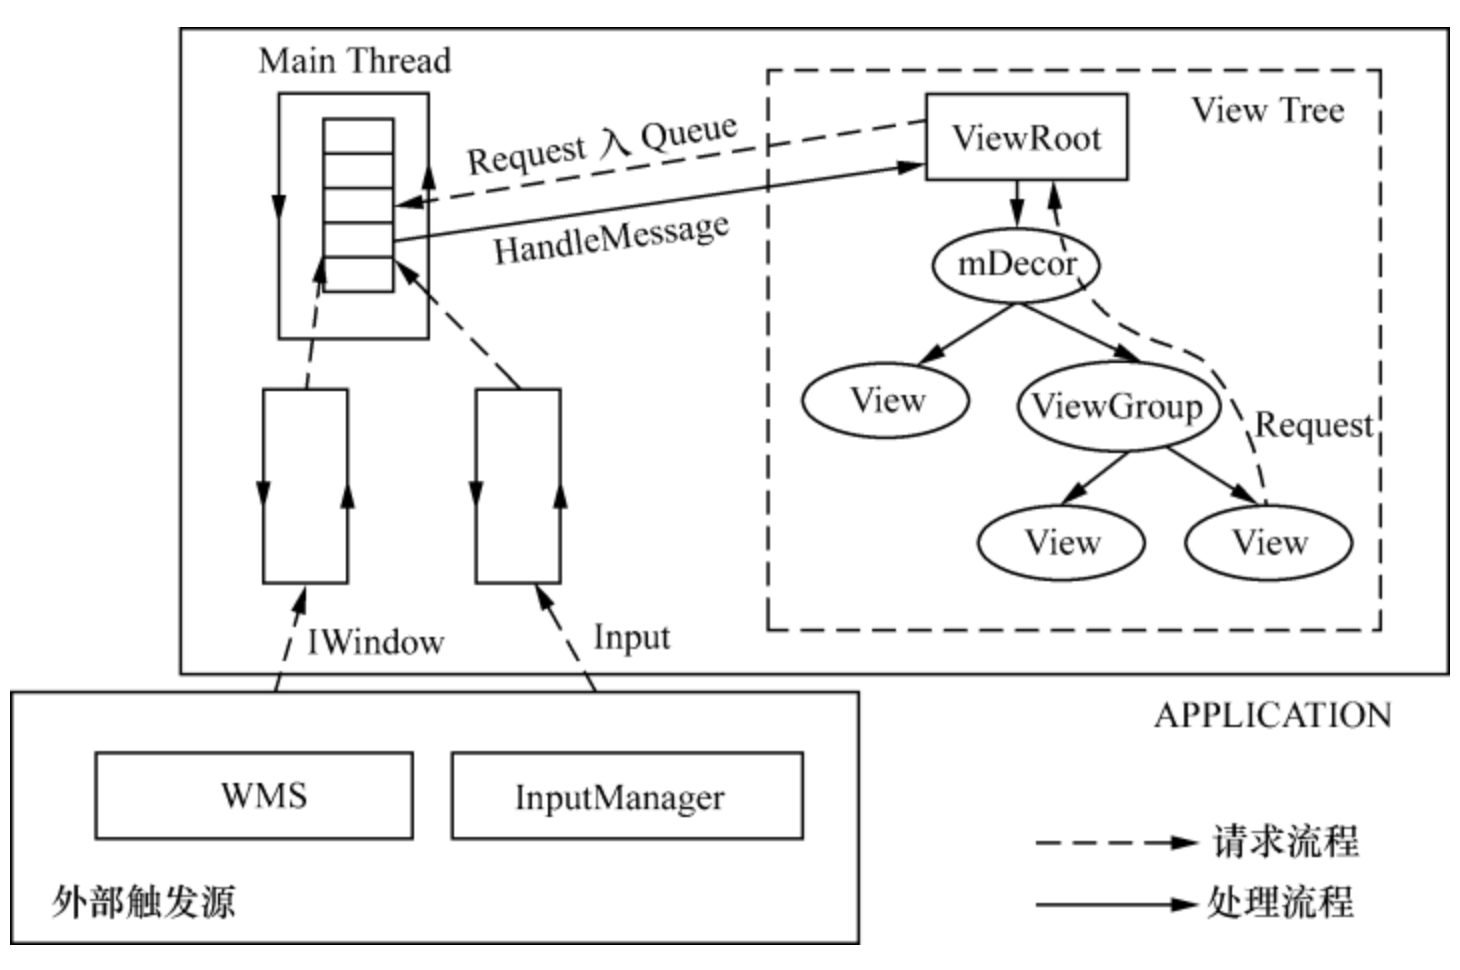 Main Thread
View Tree
Request 入 Queue
ViewRoot
HandleMessage
mDecor
View
ViewGroup
Request
View
View
IWindow
Input
APPLICATION
WMS
InputManager
外部触发源
请求流程
处理流程